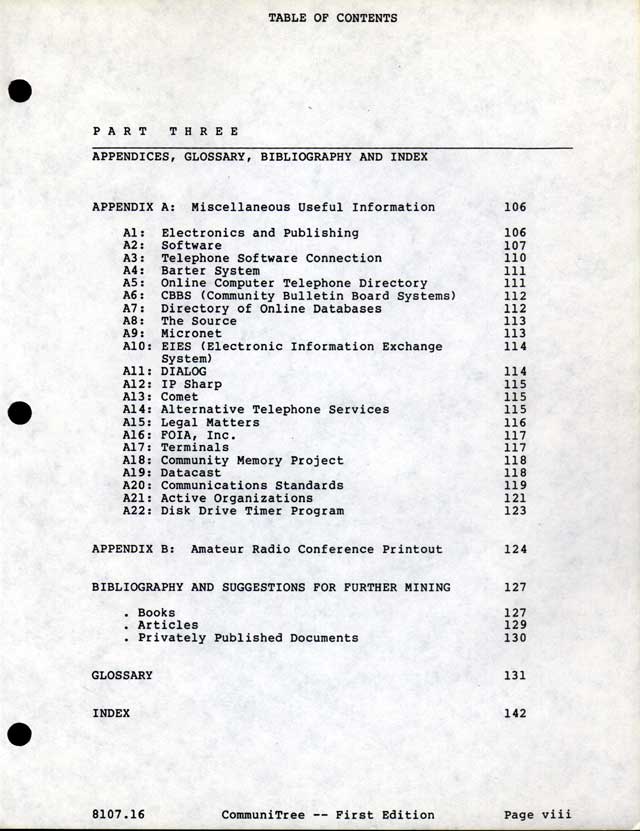 TABLE OF CONTENTS
PART THREE
APPENDICES, GLOSSARY, BIBLIOGRAPHY AND INDEX
APPENDIX A: Miscellaneous Useful Information 106
A1: Electronics and Publishing 106
A2: Software 107
A3: Telephone Software Connection 110
A4: Barter System 111
A5: Online Computer Telephone Directory 111
A6: CBBS (Community Bulletin Board Systems) 112
A7: Directory of Online Databases 112
A8: The Source 113
A9: Micronet 113
A10: EIES (Electronic Information Exchange 114
System)
A11: DIALOG 114
A12: IP Sharp 115
A13: Comet 115
A14: Alternative Telephone Services 115
A15: Legal Matters 116
A16: FOIA, Inc. 117
A17: Terminals 117
A18: Community Memory Project 118
A19: Datacast 118
A20: Communications Standards 119
A21: Active Organizations 121
A22: Disk Drive Timer Program 123
APPENDIX B: Amateur Radio Conference Printout 124
BIBLIOGRAPHY AND SUGGESTIONS FOR FURTHER MINING 127
. Books 127
. Articles 129
. Privately Published Documents 130
GLOSSARY 131
INDEX 142
8107.16 CommuniTree -- First Edition Page viii